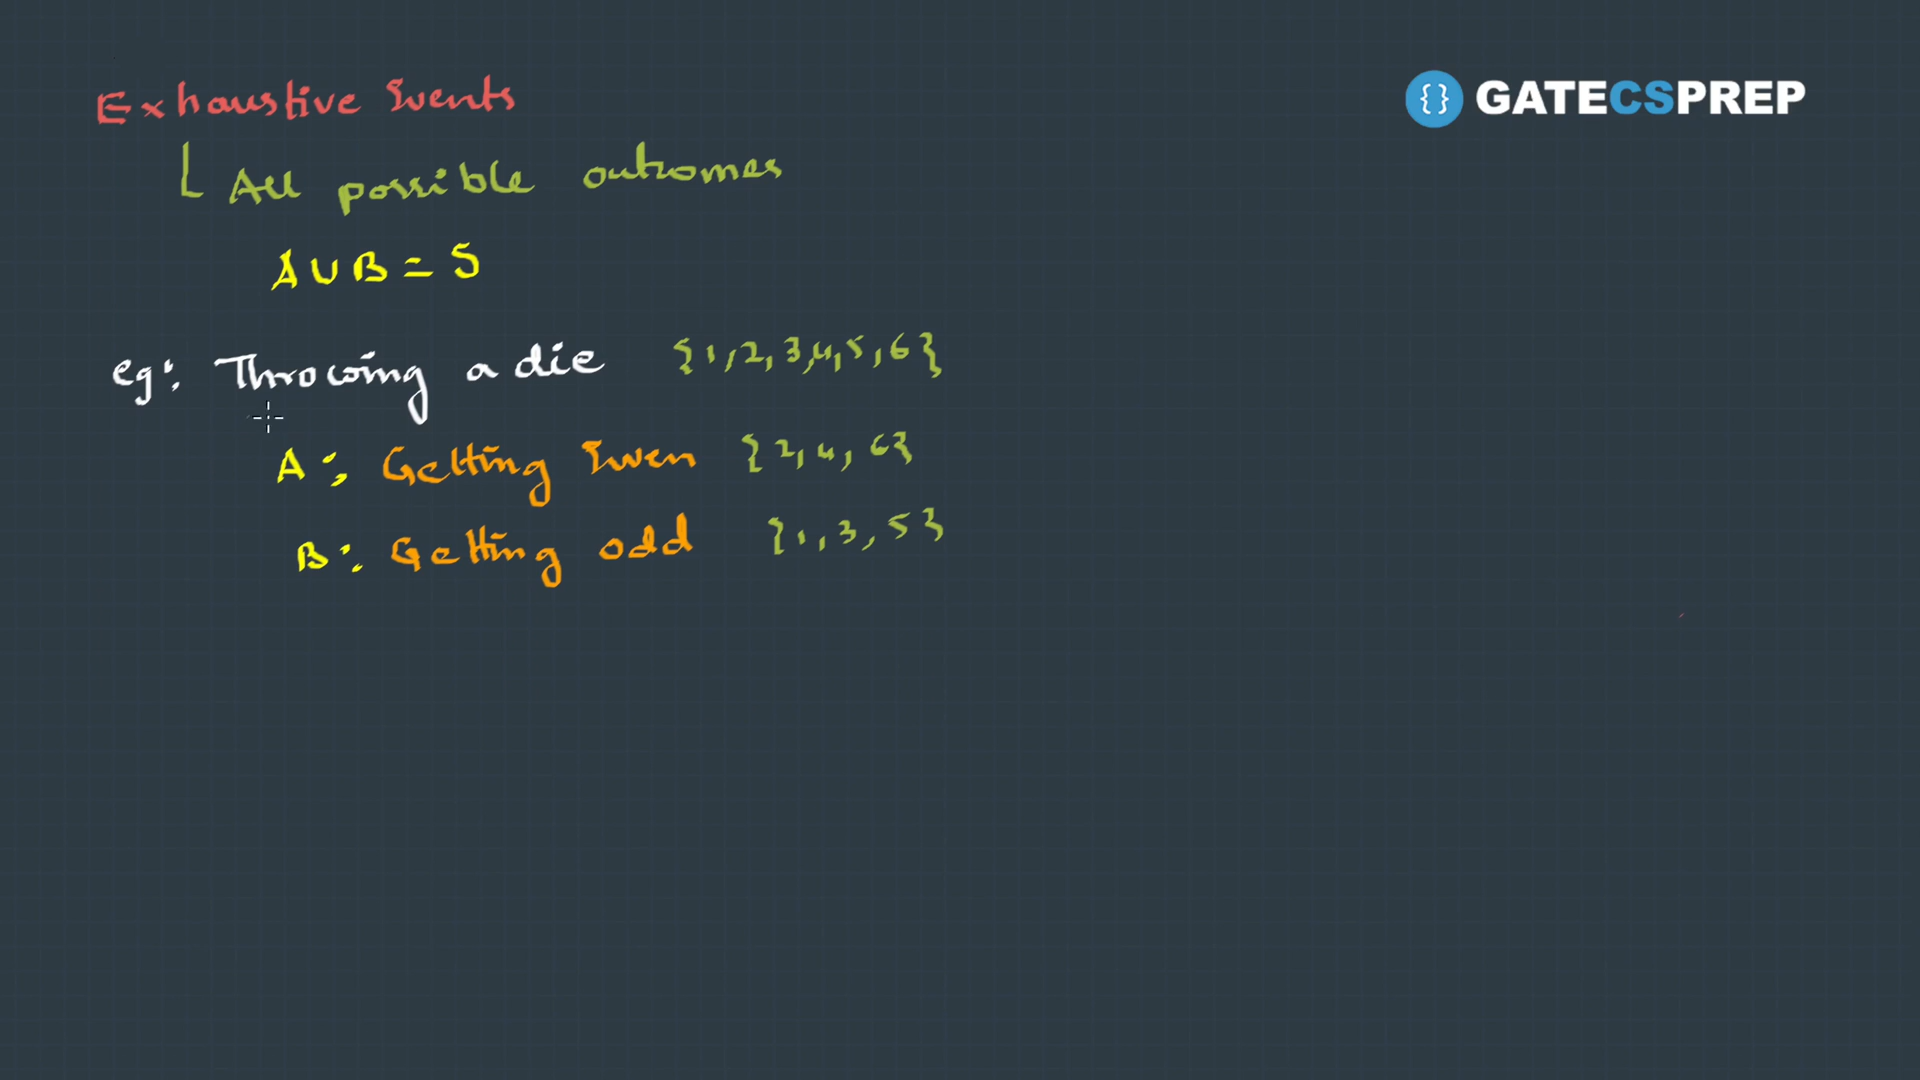 Exhaustive Events
{} GATECSPREP
All possible outcomes
A∪B = S
eg: Throwing a die {1,2,3,4,5,6}
A: Getting Even {2,4,6}
B: Getting odd {1,3,5}